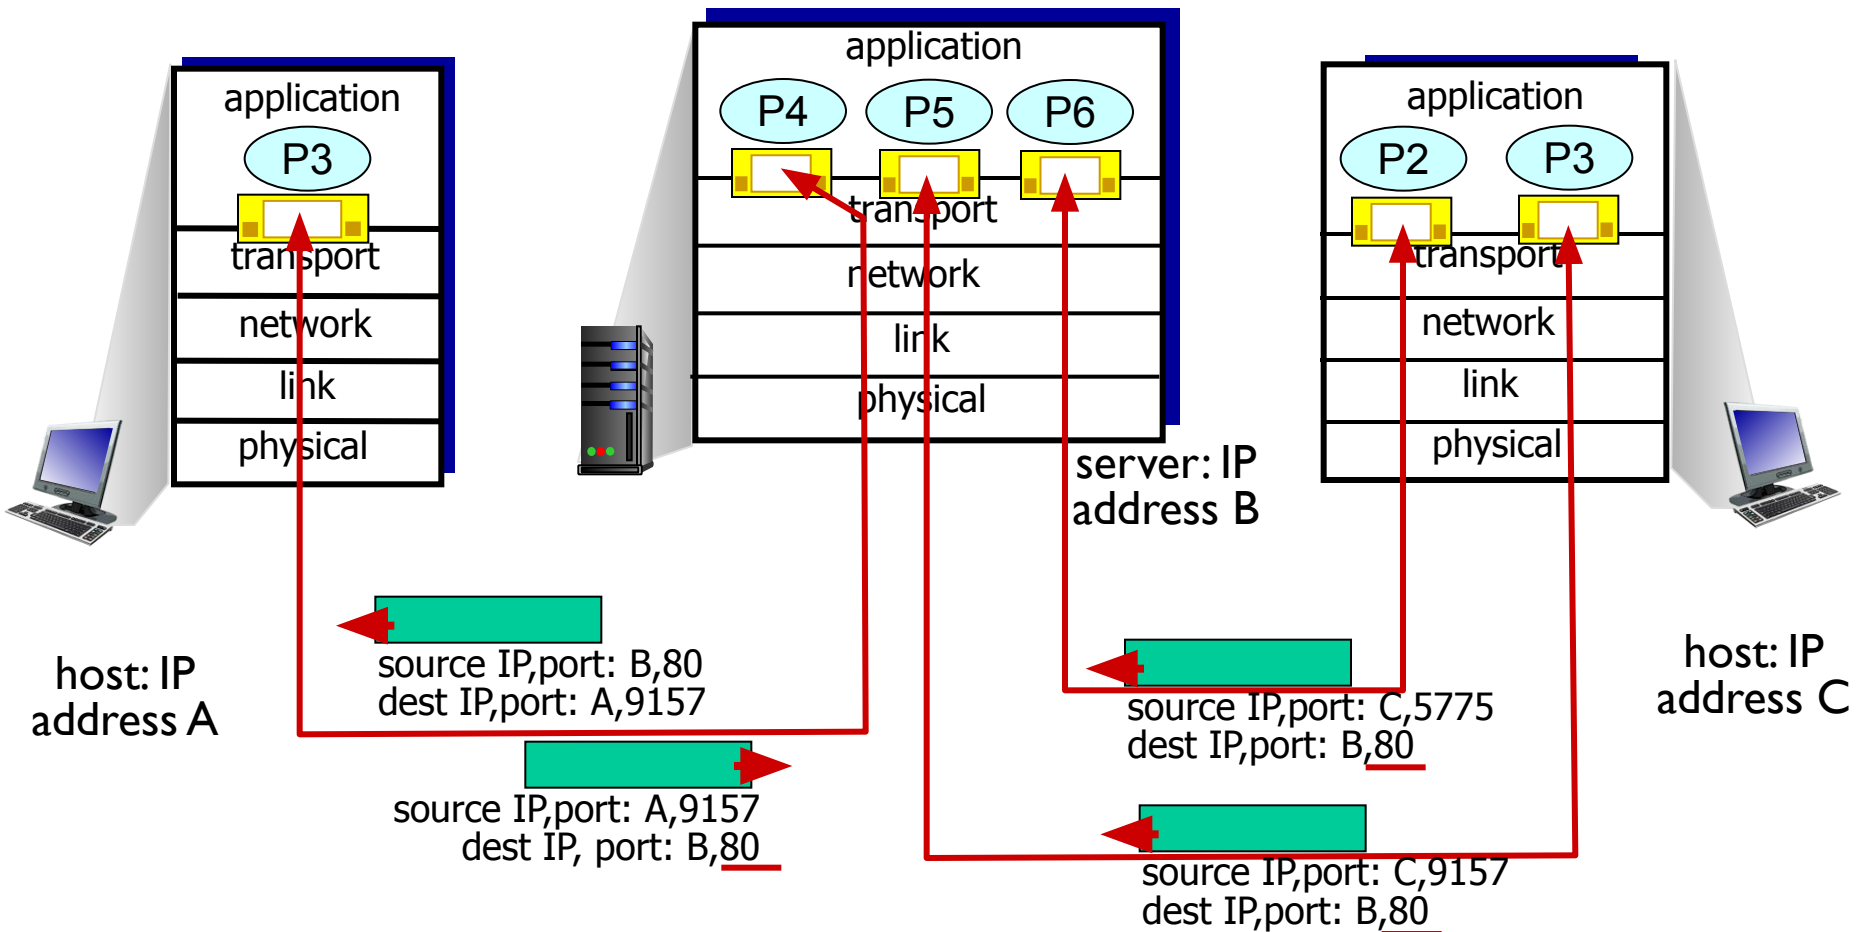 application
P3
transport
network
link
physical
host: IP
address A
application
P4
P5
P6
transport
network
link
physical
server: IP
address B
application
P2
P3
transport
network
link
physical
host: IP
address C
source IP,port: B,80
dest IP,port: A,9157
source IP,port: A,9157
dest IP, port: B,80
source IP,port: C,5775
dest IP,port: B,80
source IP,port: C,9157
dest IP,port: B,80